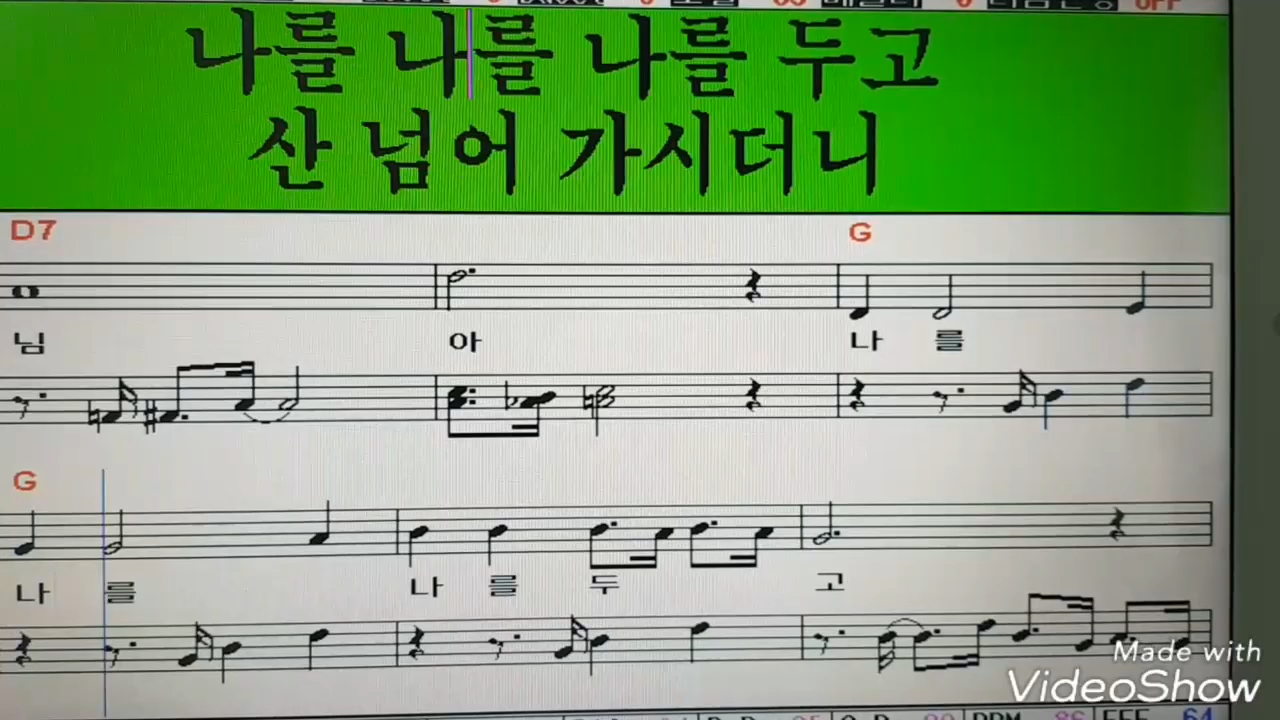 OFF
나를 나를 나를 두고
산 넘어 가시더니
D7 G
님 아 나 를
G
나 를 나 를 두 고
Made with
VideoShow